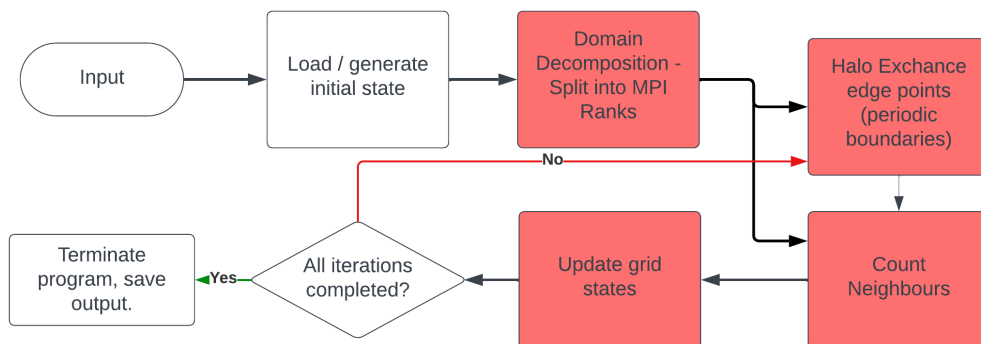 Input
Load / generate
initial state
Domain
Decomposition -
Split into MPI
Ranks
Halo Exchance
edge points
(periodic
boundaries)
No
Terminate
program, save
output.
Yes
All iterations
completed?
Update grid
states
Count
Neighbours